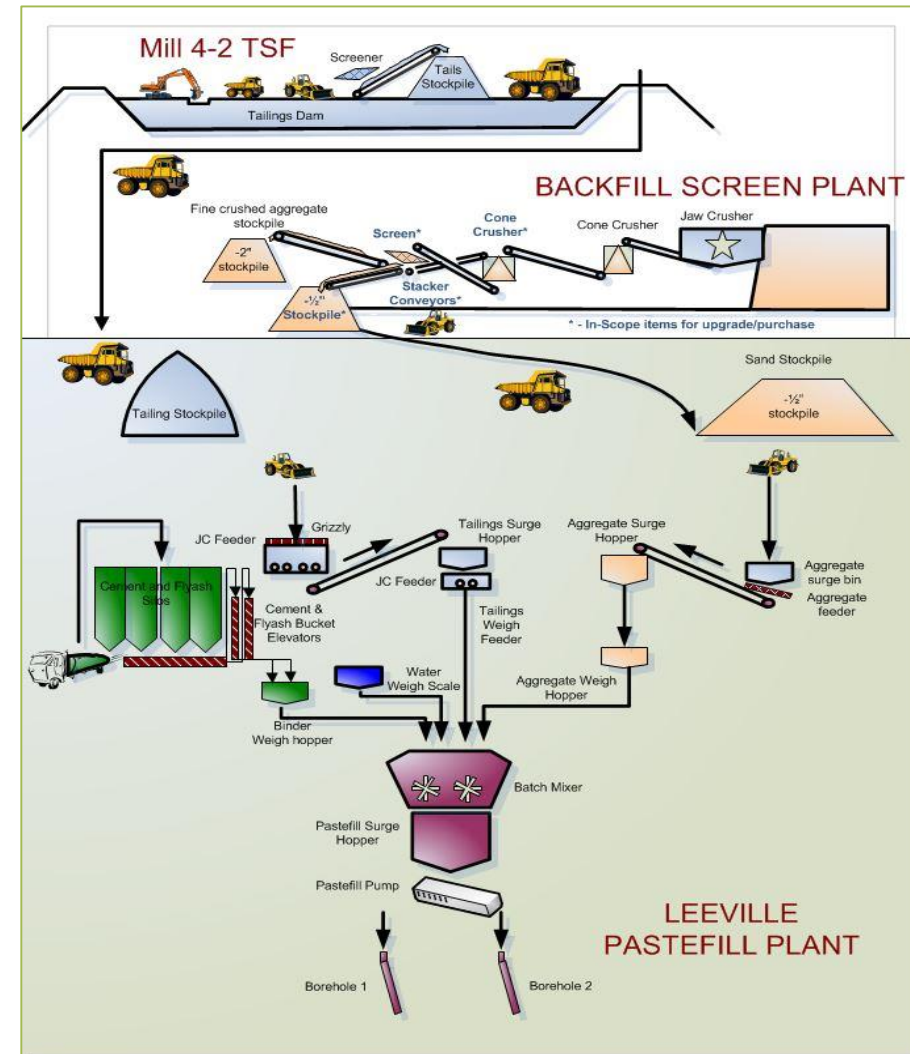 Mill 4-2 TSF
Screener
Tails
Stockpile
Tailings Dam
BACKFILL SCREEN PLANT
Fine crushed aggregate
stockpile
-2"
stockpile
Screen*
Cone
Crusher*
Cone Crusher
Jaw Crusher
Stacker
Conveyors*
-½"
Stockpile*
* - In-Scope items for upgrade/purchase
Sand Stockpile
-½"
stockpile
Tailing Stockpile
JC Feeder
Grizzly
Tailings Surge
Hopper
Aggregate Surge
Hopper
JC Feeder
Aggregate
surge bin
Aggregate
feeder
Cement and Flyash
Silos
Cement &
Flyash Bucket
Elevators
Tailings
Weigh
Feeder
Water
Weigh Scale
Aggregate Weigh
Hopper
Binder
Weigh hopper
Batch Mixer
Pastefill Surge
Hopper
Pastefill Pump
LEEVILLE
PASTEFILL PLANT
Borehole 1
Borehole 2